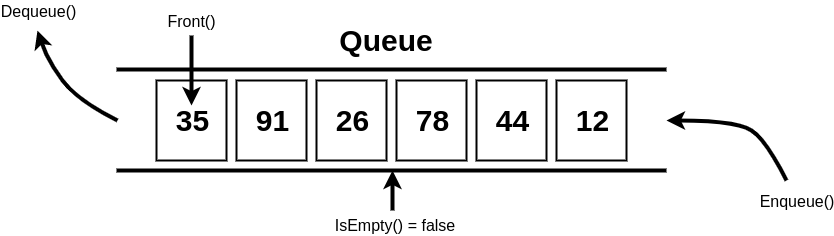 Dequeue()
Front()
Queue
35 91 26 78 44 12
Enqueue()
IsEmpty() = false